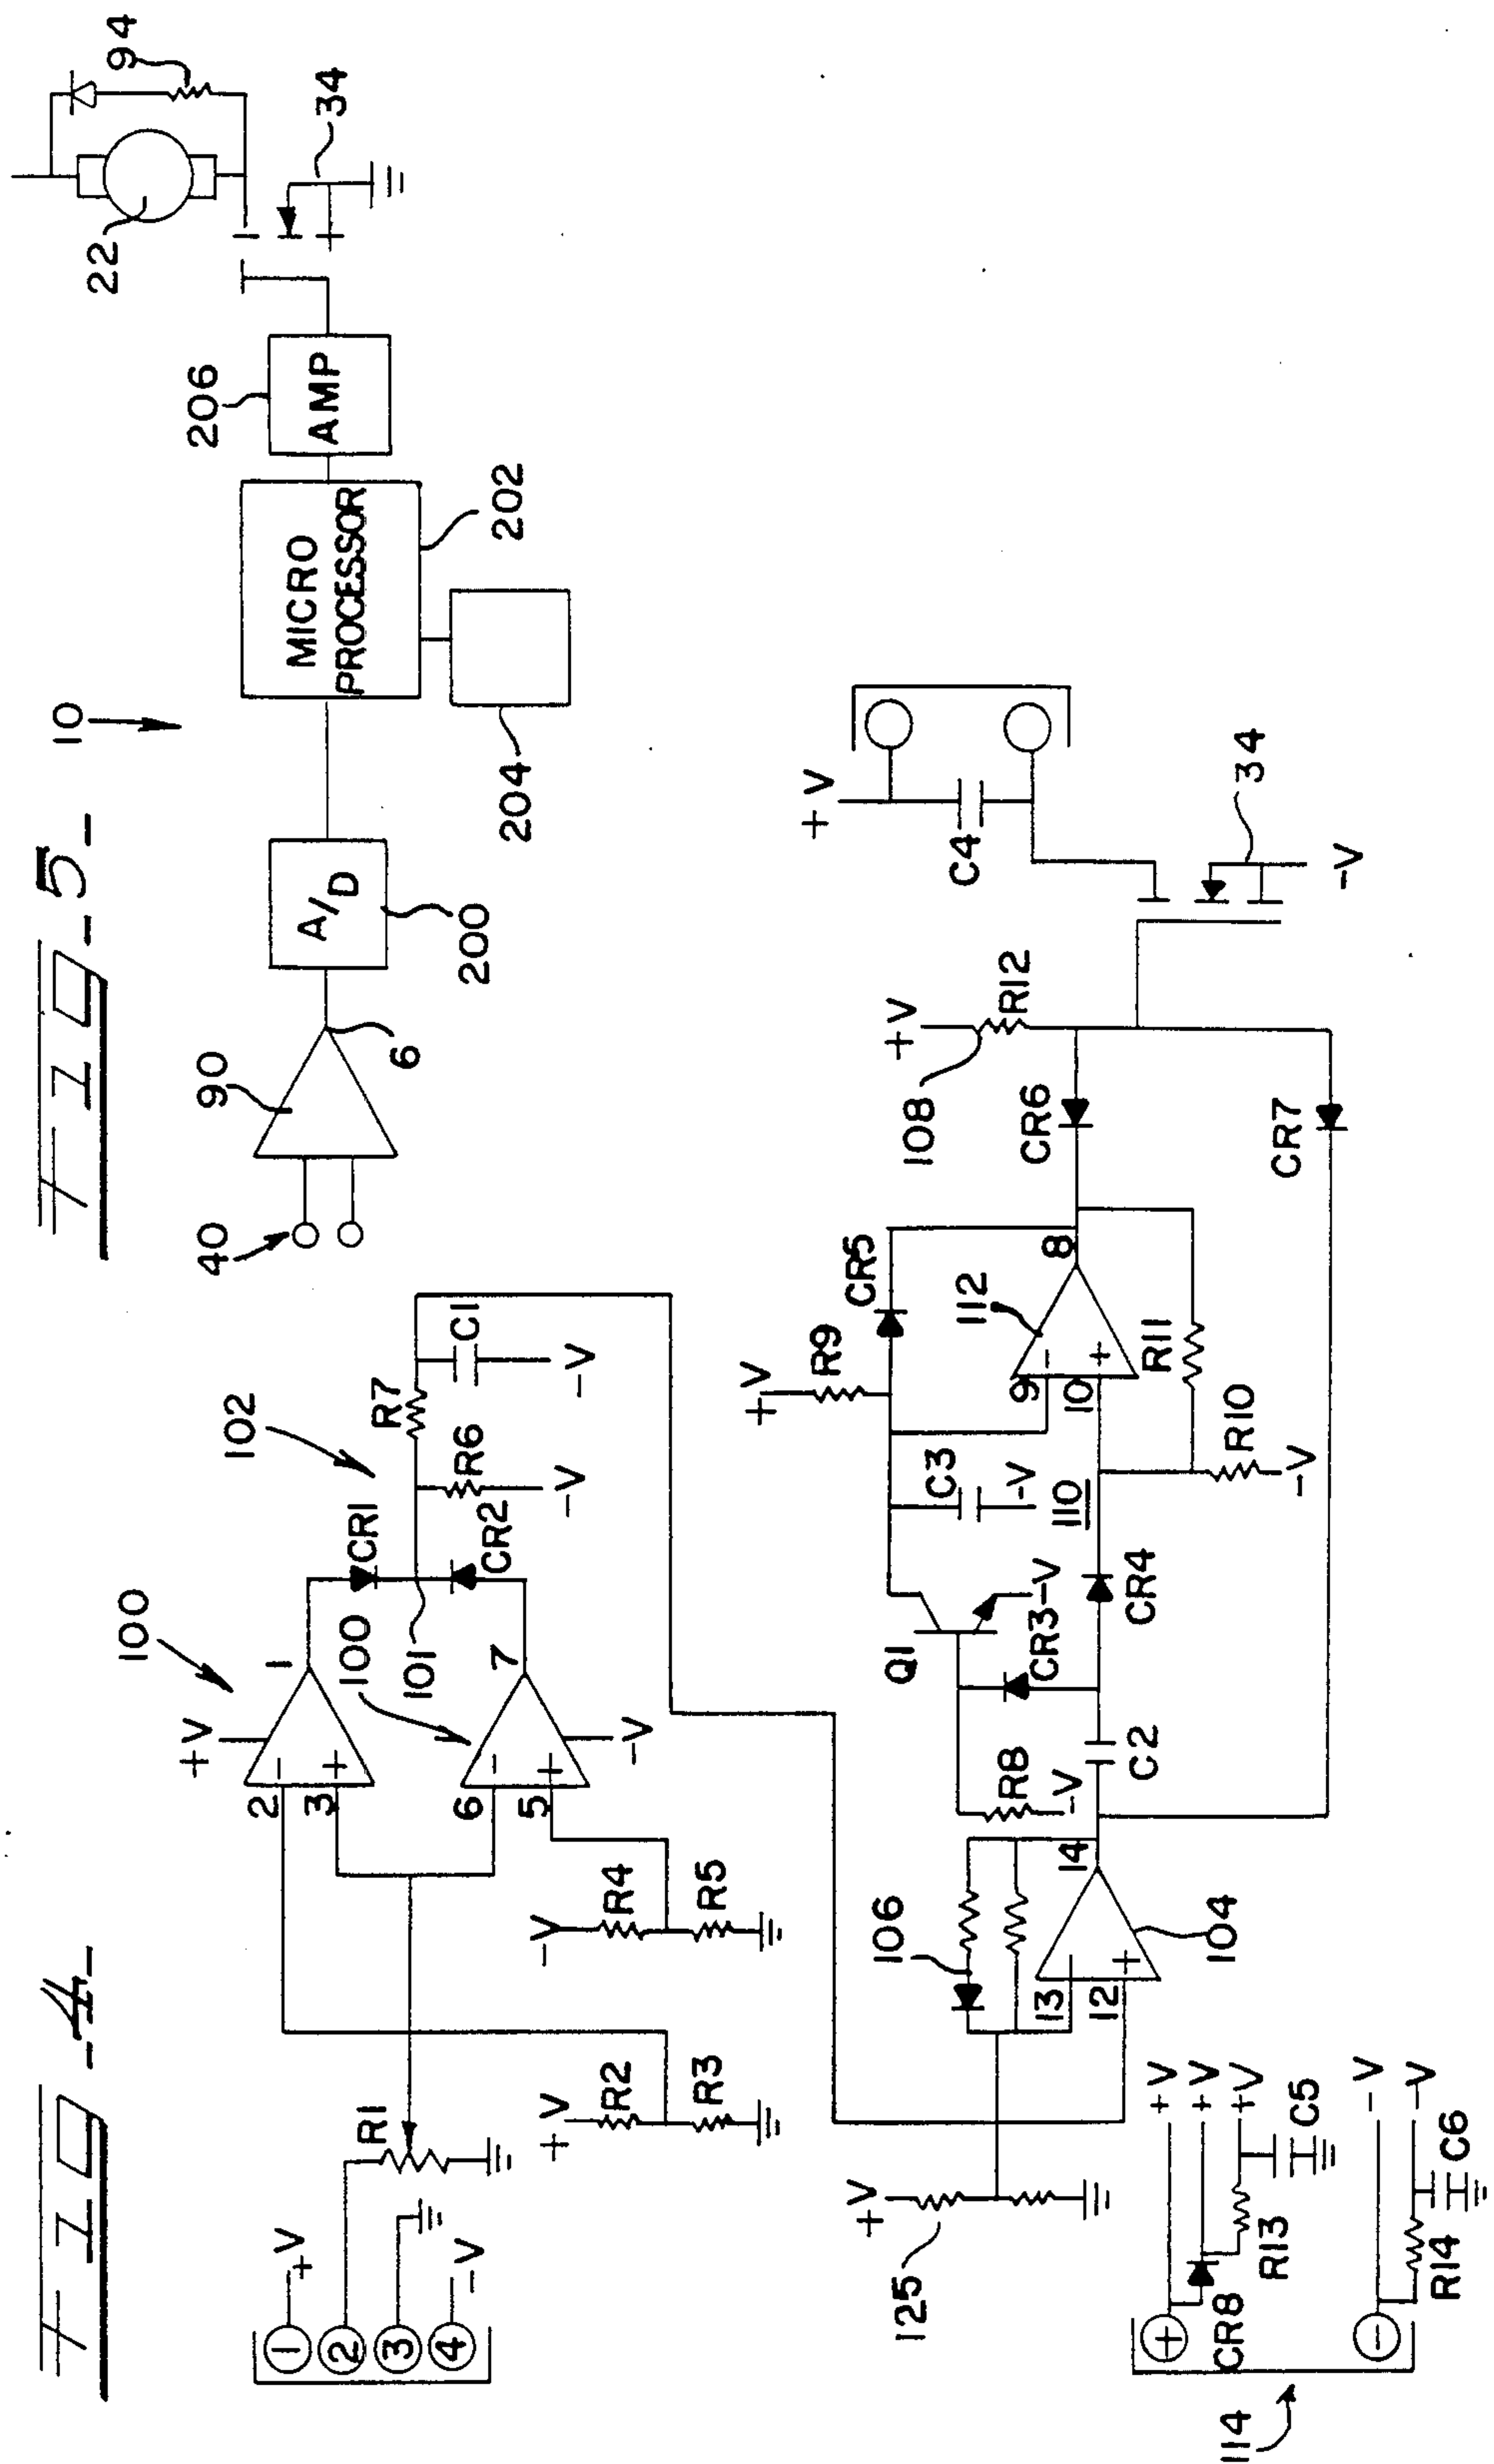 FIG-4-
1
2
3
4
+V
-V
R1
+V
R2
R3
-V
R4
R5
100
+V
2
-
3
+
1
100
6
-
5
+
7
-V
CR1
101
CR2
102
R6
-V
R7
C1
-V
125
+V
106
13
12
+
14
104
R8
-V
C2
Q1
CR3
-V
CR4
C3
-V
110
+V
R9
9
-
10
+
112
8
CR5
R11
R10
-V
CR6
CR7
108
+V
R12
+V
C4
34
-V
114
+
-
CR8
R13
R14
+V
+V
+V
C5
-V
-V
C6
FIG-5-
10
40
90
6
A/D
200
MICRO
PROCESSOR
202
204
AMP
206
22
94
34